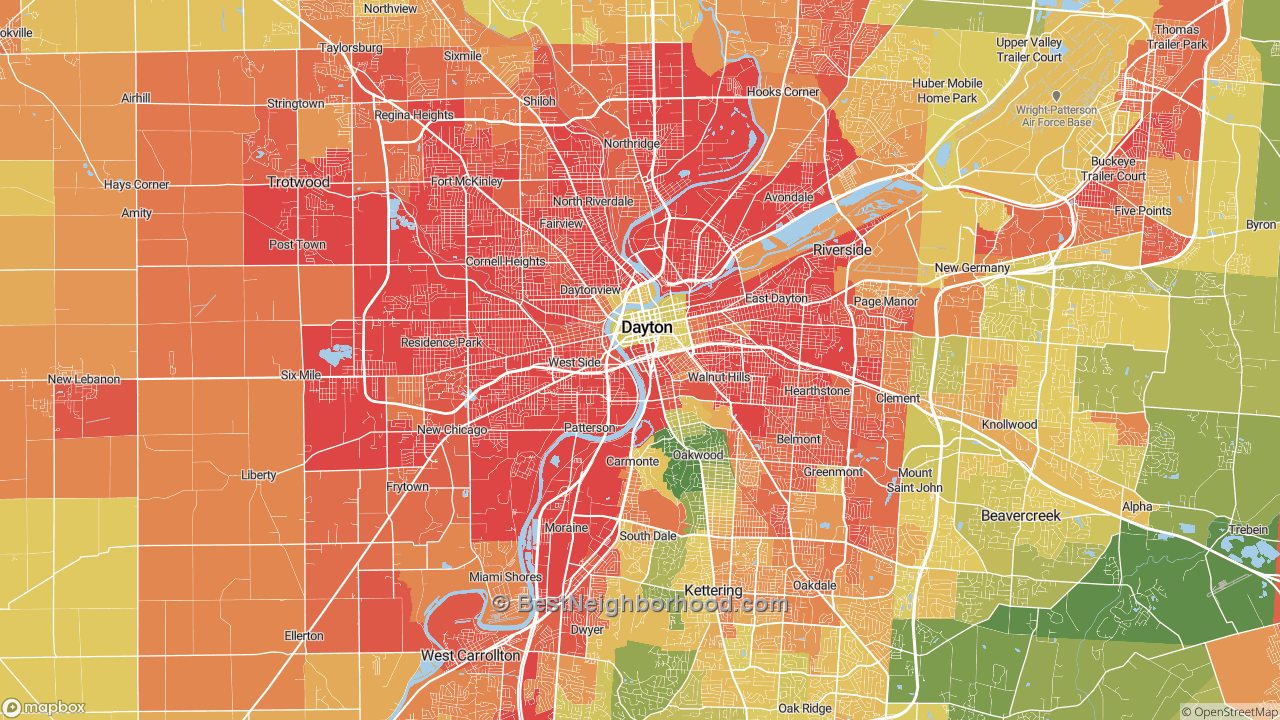 Northview
okville
Taylorsburg
Sixmile
Upper Valley
Trailer Court
Thomas
Trailer Park
Airhill
Stringtown
Shiloh
Hooks Corner
Huber Mobile
Home Park
Regina Heights
Wright-Patterson
Air Force Base
Northridge
Buckeye
Trailer Court
Hays Corner
Trotwood
Fort McKinley
North Riverdale
Avondale
Amity
Fairview
Five Points
Byron
Post Town
Cornell Heights
Riverside
New Germany
Daytonview
East Dayton
Page Manor
Dayton
Residence Park
West Side
New Lebanon
Six Mile
Walnut Hills
Hearthstone
Clement
New Chicago
Patterson
Belmont
Knollwood
Carmonte
Oakwood
Liberty
Frytown
Greenmont
Mount
Saint John
Moraine
South Dale
Beavercreek
Alpha
Trebein
Miami Shores
Kettering
Oakdale
© BestNeighborhood.com
Ellerton
Dwyer
West Carrollton
Oak Ridge
mapbox
© OpenStreetMap